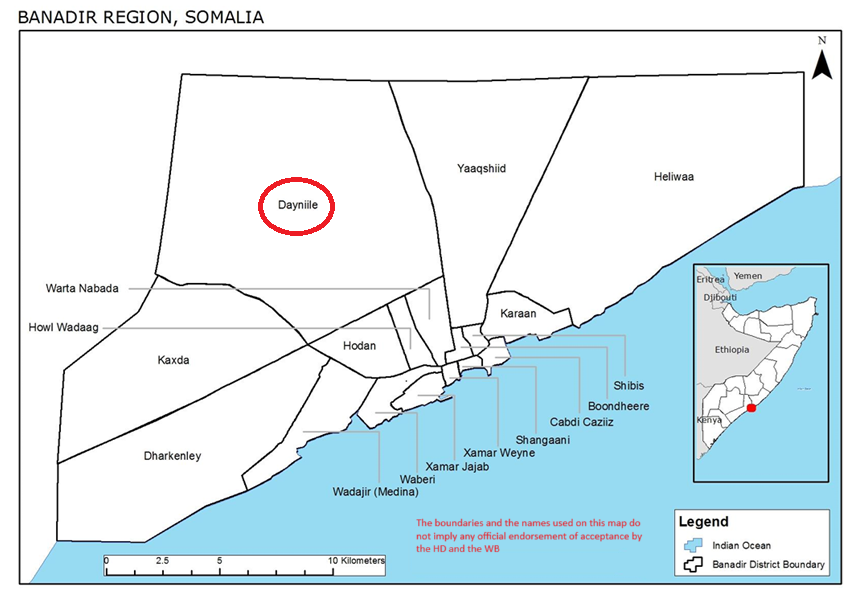 BANADIR REGION, SOMALIA
N
Yaaqshiid
Heliwaa
Dayniile
Warta Nabada
Howl Wadaag
Karaan
Hodan
Kaxda
Shibis
Boondheere
Cabdi Caziiz
Shangaani
Xamar Weyne
Xamar Jajab
Waberi
Wadajir (Medina)
Dharkenley
Eritrea
Yemen
Djibouti
Ethiopia
Kenya
The boundaries and the names used on this map do
not imply any official endorsement of acceptance by
the HD and the WB
Legend
Indian Ocean
Banadir District Boundary
0 2.5 5 10 Kilometers